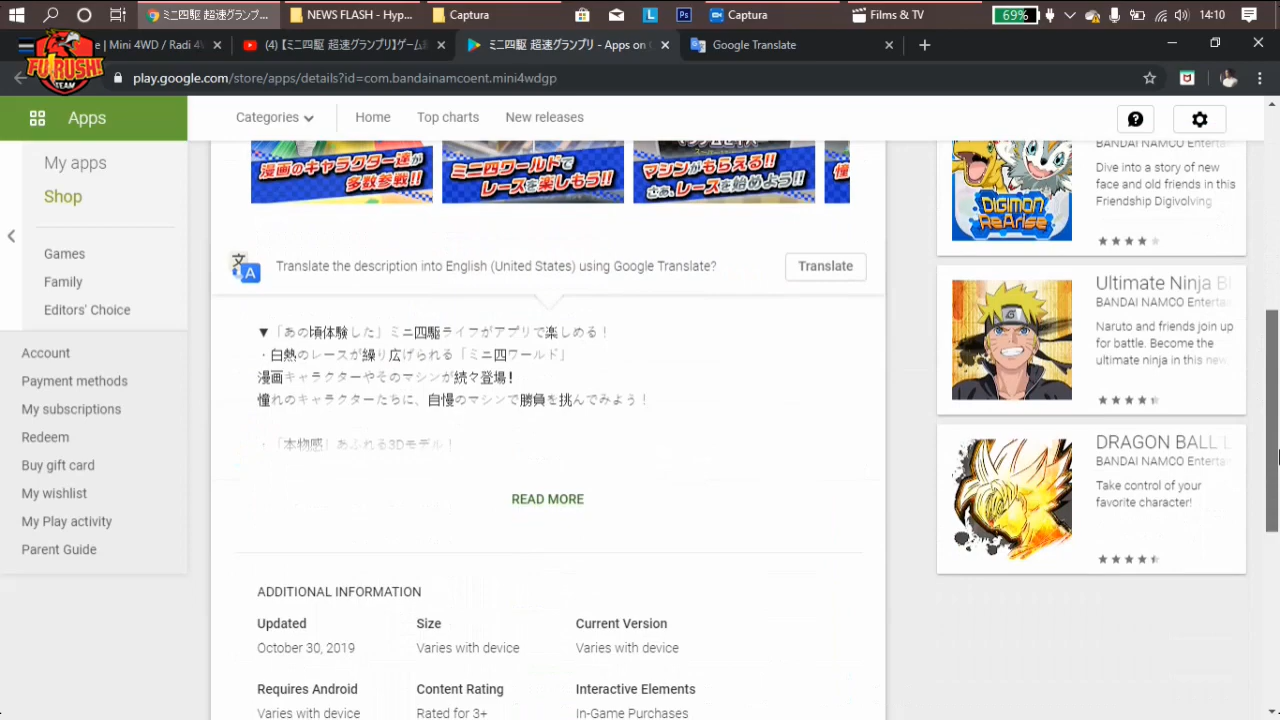 ミニ四駆 超速グランプ...
NEWS FLASH - Hyp...
Captura
Captura
Films & TV
69%
14:10
| Mini 4WD / Radi 4W
(4)【ミニ四駆 超速グランプリ】ゲーム
ミニ四駆 超速グランプリ - Apps on G
Google Translate
FU RUSH!
TEAM
play.google.com/store/apps/details?id=com.bandainamcoent.mini4wdgp
Apps
Categories
Home
Top charts
New releases
My apps
Shop
Games
Family
Editors' Choice
Account
Payment methods
My subscriptions
Redeem
Buy gift card
My wishlist
My Play activity
Parent Guide
漫画のキャラクター達が
多数参戦!!
ミニ四ワールドで
レースを楽しもう!!
マシンがもらえる!!
さぁ、レースを始めよう!!
Translate the description into English (United States) using Google Translate?
Translate
▼「あの頃体験した」ミニ四駆ライフがアプリで楽しめる！
・白熱のレースが繰り広げられる「ミニ四ワールド」
漫画キャラクターやそのマシンが続々登場！
憧れのキャラクターたちに、自慢のマシンで勝負を挑んでみよう！
・「本物感」あふれる3Dモデル！
READ MORE
ADDITIONAL INFORMATION
Updated
October 30, 2019
Size
Varies with device
Current Version
Varies with device
Requires Android
Varies with device
Content Rating
Rated for 3+
Interactive Elements
In-Game Purchases
BANDAI NAMCO Enterta
Dive into a story of new
face and old friends in this
Friendship Digivolving
DIGIMON
ReArise
Ultimate Ninja Bl
BANDAI NAMCO Enterta
Naruto and friends join up
for battle. Become the
ultimate ninja in this new
DRAGON BALL L
BANDAI NAMCO Enterta
Take control of your
favorite character!